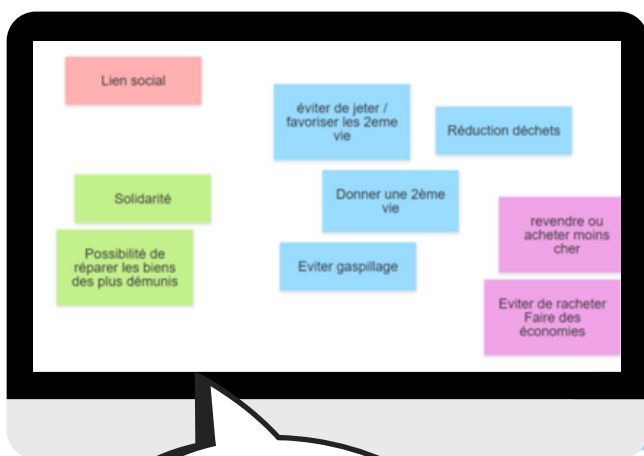 Lien social
éviter de jeter /
favoriser les 2eme
vie
Réduction déchets
Solidarité
Donner une 2ème
vie
revendre ou
acheter moins
cher
Possibilité de
réparer les biens
des plus démunis
Eviter gaspillage
Eviter de racheter
Faire des
économies